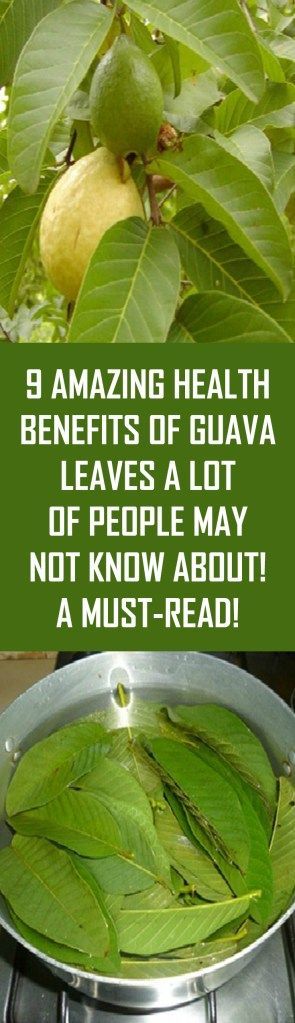 9 AMAZING HEALTH
BENEFITS OF GUAVA
LEAVES A LOT
OF PEOPLE MAY
NOT KNOW ABOUT!
A MUST-READ!